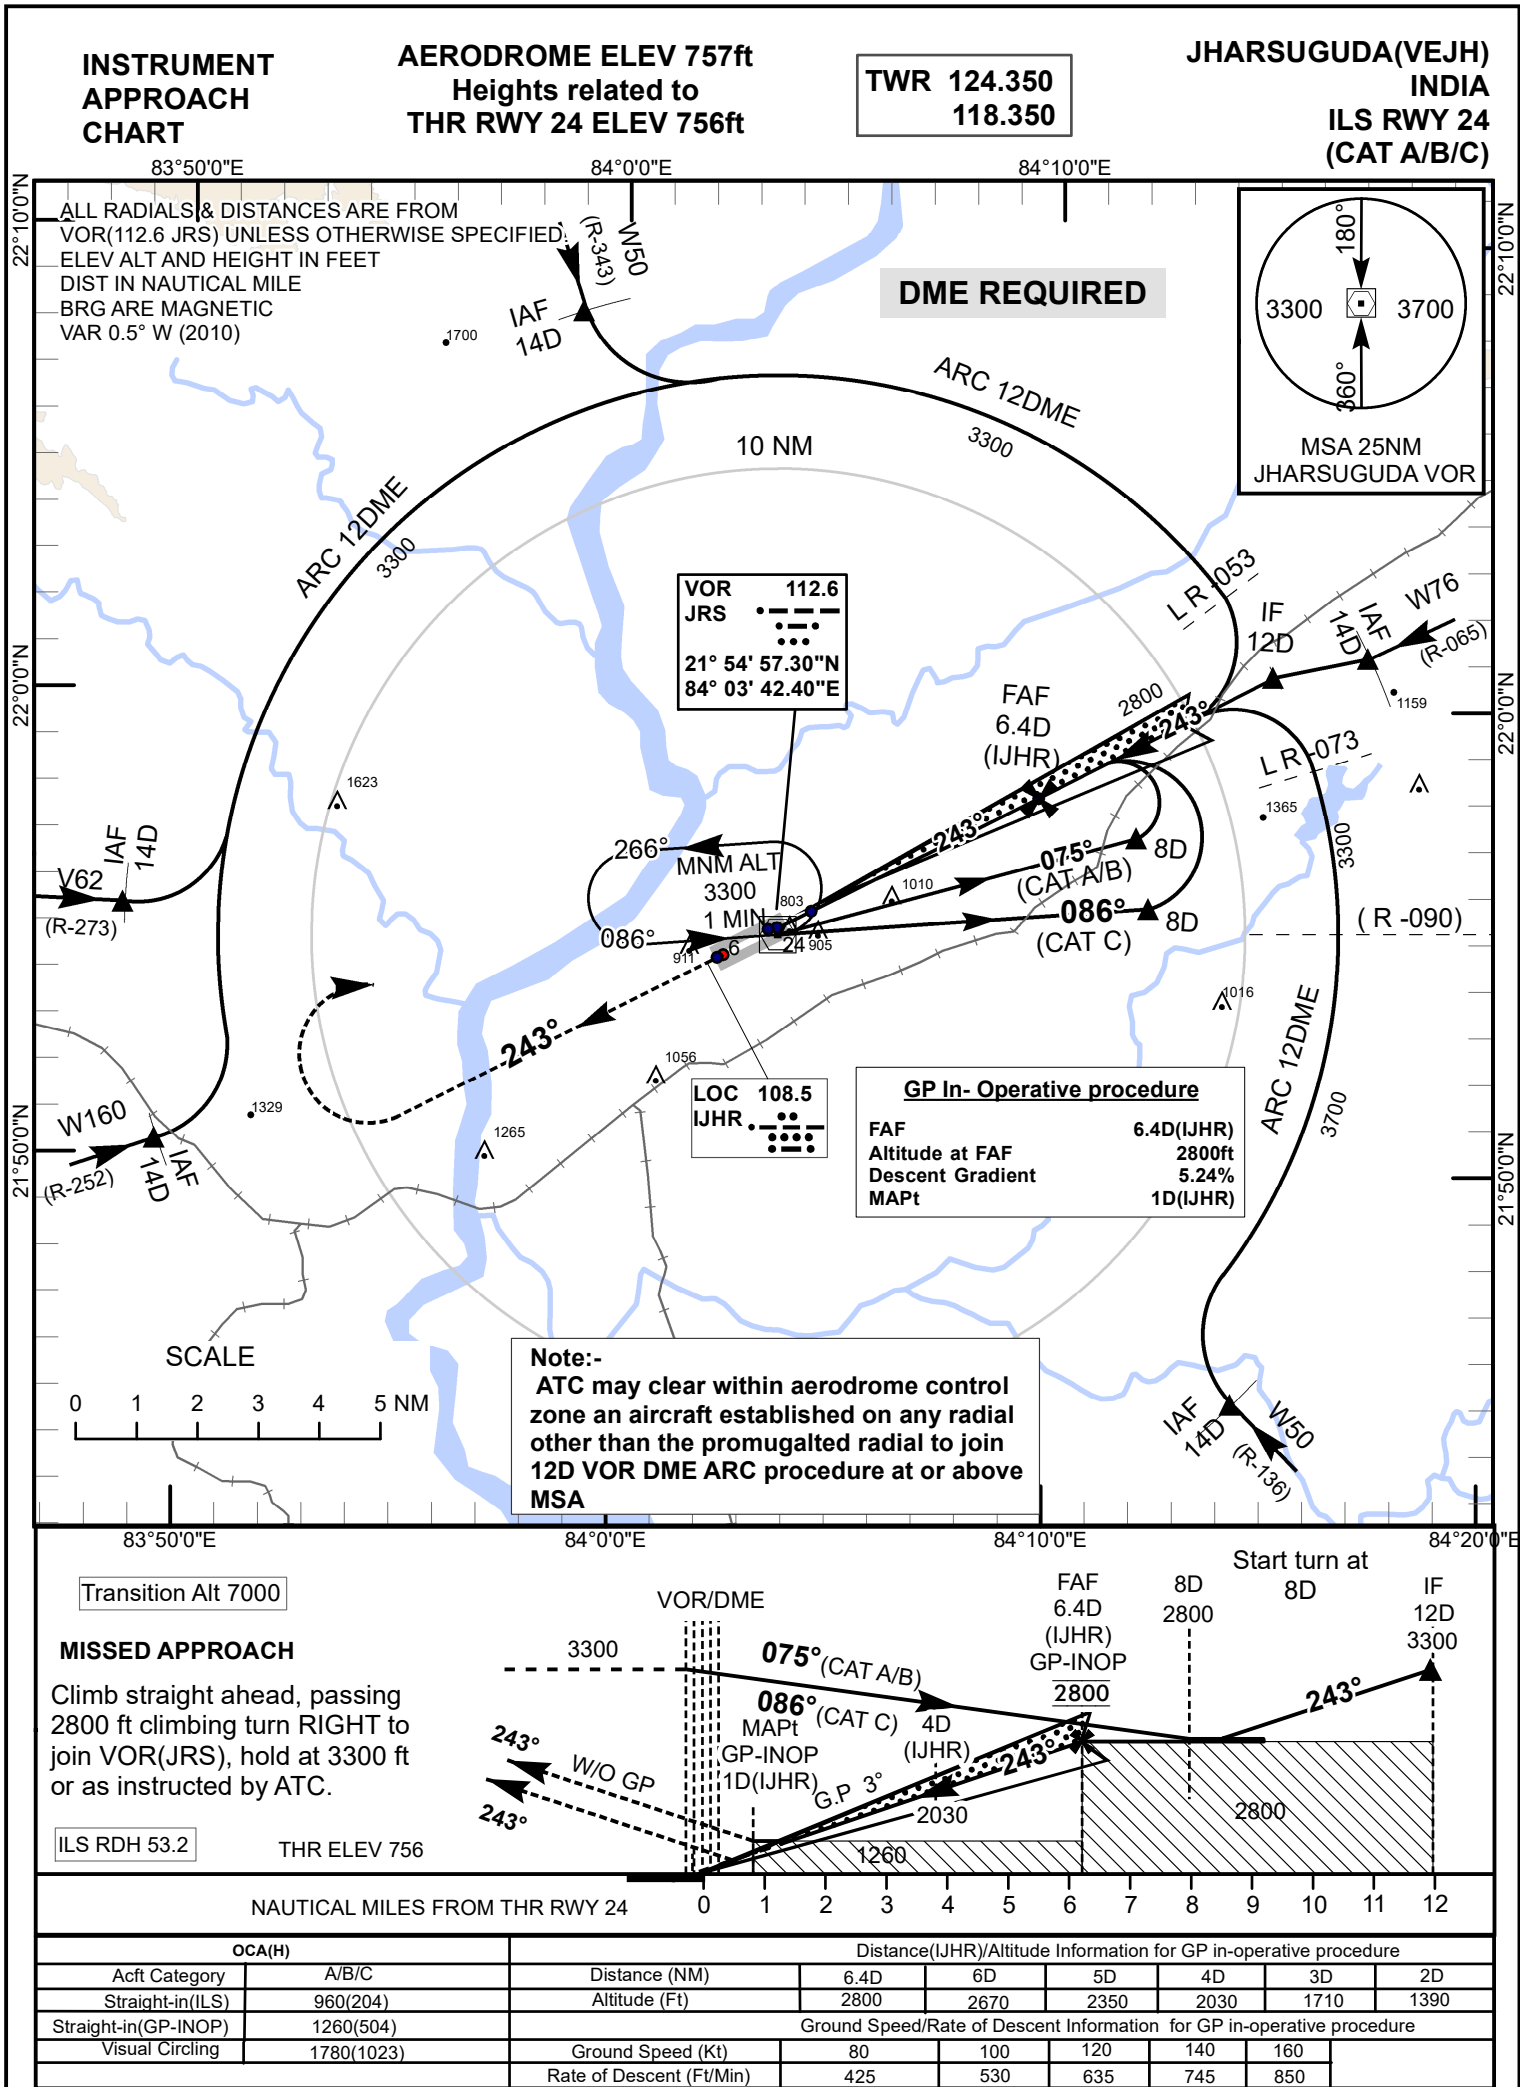 INSTRUMENT
APPROACH
CHART
AERODROME ELEV 757ft
Heights related to
THR RWY 24 ELEV 756ft
TWR 124.350
118.350
JHARSUGUDA(VEJH)
INDIA
ILS RWY 24
(CAT A/B/C)
83°50'0"E
84°0'0"E
84°10'0"E
22°10'0"N
22°10'0"N
22°0'0"N
22°0'0"N
21°50'0"N
21°50'0"N
ALL RADIALS & DISTANCES ARE FROM
VOR(112.6 JRS) UNLESS OTHERWISE SPECIFIED.
ELEV ALT AND HEIGHT IN FEET
DIST IN NAUTICAL MILE
BRG ARE MAGNETIC
VAR 0.5° W (2010)
W50
(R-343)
IAF
14D
1700
DME REQUIRED
180°
3300
3700
360°
MSA 25NM
JHARSUGUDA VOR
ARC 12DME
3300
10 NM
ARC 12DME
3300
VOR 112.6
JRS
21° 54' 57.30"N
84° 03' 42.40"E
L R -053
IF
12D
IAF
14D
W76
(R-065)
1159
FAF
6.4D
(IJHR)
2800
243°
L R -073
1365
3300
1623
IAF
14D
V62
(R-273)
266°
MNM ALT
3300
1 MIN
086°
803
243°
075°
(CAT A/B)
8D
1010
086°
(CAT C)
8D
( R -090)
911
6
24
905
1016
243°
1056
LOC 108.5
IJHR
1265
1329
W160
(R-252)
IAF
14D
ARC 12DME
3700
GP In- Operative procedure
FAF 6.4D(IJHR)
Altitude at FAF 2800ft
Descent Gradient 5.24%
MAPt 1D(IJHR)
SCALE
0 1 2 3 4 5 NM
Note:-
ATC may clear within aerodrome control
zone an aircraft established on any radial
other than the promugalted radial to join
12D VOR DME ARC procedure at or above
MSA
IAF
14D
W50
(R-136)
83°50'0"E
84°0'0"E
84°10'0"E
84°20'0"E
Transition Alt 7000
MISSED APPROACH
Climb straight ahead, passing
2800 ft climbing turn RIGHT to
join VOR(JRS), hold at 3300 ft
or as instructed by ATC.
ILS RDH 53.2
THR ELEV 756
VOR/DME
3300
075°(CAT A/B)
086°(CAT C)
MAPt
GP-INOP
1D(IJHR)
4D
(IJHR)
FAF
6.4D
(IJHR)
GP-INOP
2800
8D
2800
Start turn at
8D
IF
12D
3300
243°
243°
243°
W/O GP
243°
G.P 3°
2030
1260
2800
NAUTICAL MILES FROM THR RWY 24 0 1 2 3 4 5 6 7 8 9 10 11 12
OCA(H)
Acft Category A/B/C
Straight-in(ILS) 960(204)
Straight-in(GP-INOP) 1260(504)
Visual Circling 1780(1023)
Distance(IJHR)/Altitude Information for GP in-operative procedure
Distance (NM) 6.4D 6D 5D 4D 3D 2D
Altitude (Ft) 2800 2670 2350 2030 1710 1390
Ground Speed/Rate of Descent Information for GP in-operative procedure
Ground Speed (Kt) 80 100 120 140 160
Rate of Descent (Ft/Min) 425 530 635 745 850